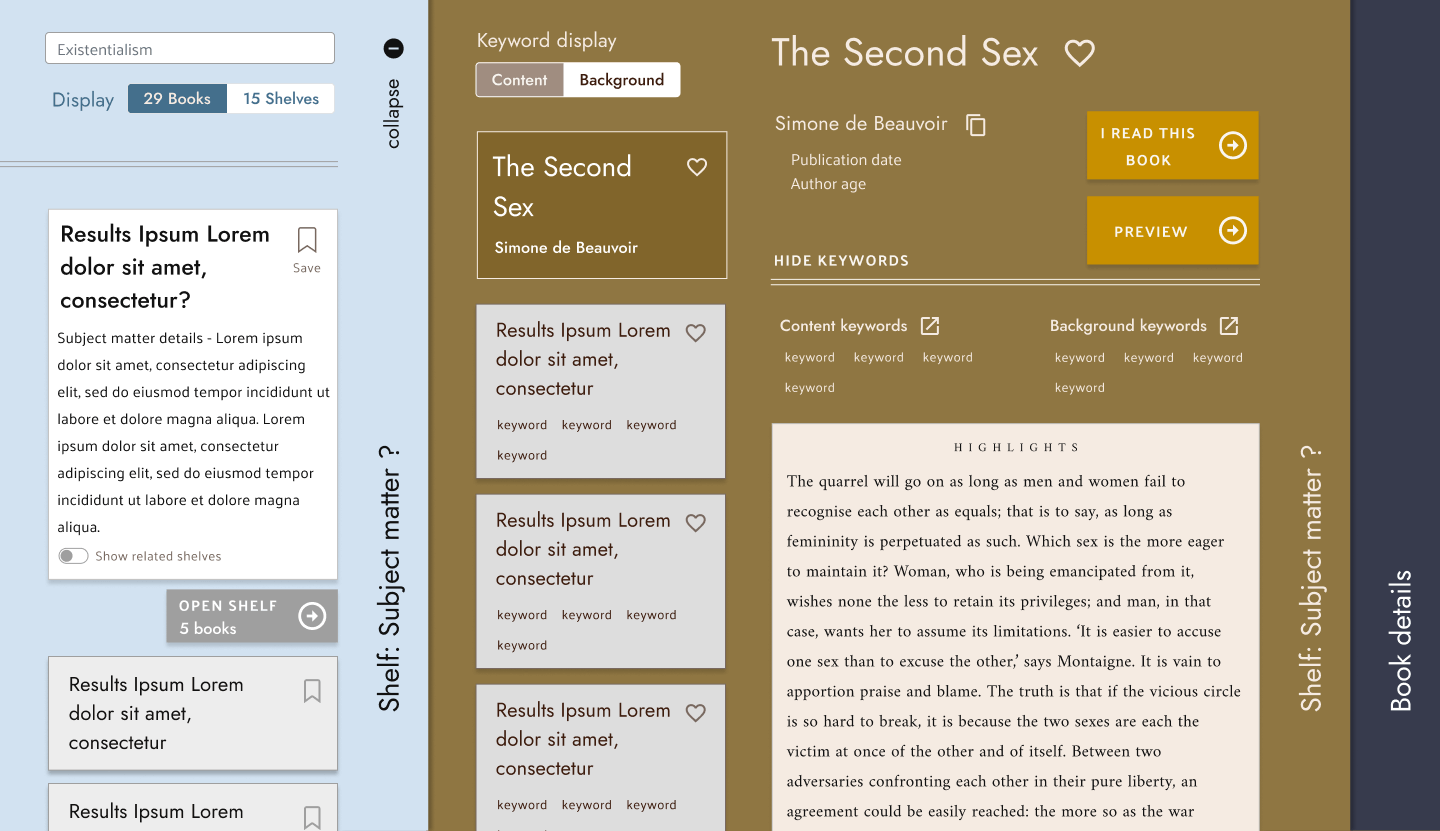 Existentialism
Display
29 Books
15 Shelves
Results Ipsum Lorem
dolor sit amet,
consectetur?
Save
Subject matter details - Lorem ipsum
dolor sit amet, consectetur adipiscing
elit, sed do eiusmod tempor incididunt ut
labore et dolore magna aliqua. Lorem
ipsum dolor sit amet, consectetur
adipiscing elit, sed do eiusmod tempor
incididunt ut labore et dolore magna
aliqua.
Show related shelves
OPEN SHELF
5 books
Results Ipsum Lorem
dolor sit amet,
consectetur
Results Ipsum Lorem
collapse
Shelf: Subject matter ?
Keyword display
Content
Background
The Second
Sex
Simone de Beauvoir
Results Ipsum Lorem
dolor sit amet,
consectetur
keyword keyword keyword
keyword
Results Ipsum Lorem
dolor sit amet,
consectetur
keyword keyword keyword
keyword
Results Ipsum Lorem
dolor sit amet,
consectetur
keyword keyword keyword
The Second Sex
Simone de Beauvoir
Publication date
Author age
I READ THIS
BOOK
PREVIEW
HIDE KEYWORDS
Content keywords
keyword keyword keyword
keyword
Background keywords
keyword keyword keyword
keyword
HIGHLIGHTS
The quarrel will go on as long as men and women fail to
recognise each other as equals; that is to say, as long as
femininity is perpetuated as such. Which sex is the more eager
to maintain it? Woman, who is being emancipated from it,
wishes none the less to retain its privileges; and man, in that
case, wants her to assume its limitations. ‘It is easier to accuse
one sex than to excuse the other,’ says Montaigne. It is vain to
apportion praise and blame. The truth is that if the vicious circle
is so hard to break, it is because the two sexes are each the
victim at once of the other and of itself. Between two
adversaries confronting each other in their pure liberty, an
agreement could be easily reached: the more so as the war
Shelf: Subject matter ?
Book details